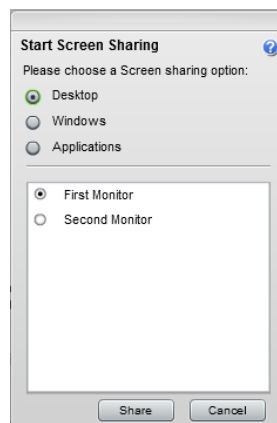 Start Screen Sharing
?
Please choose a Screen sharing option:
Desktop
Windows
Applications
First Monitor
Second Monitor
Share Cancel